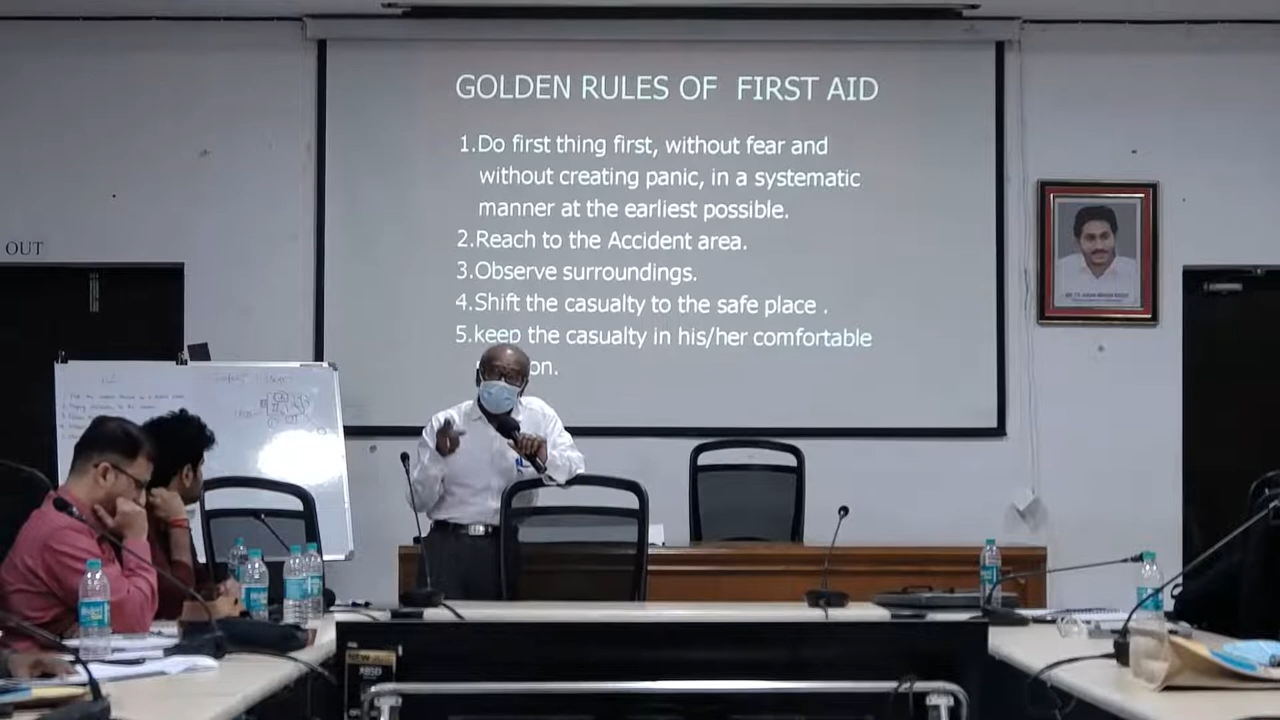 GOLDEN RULES OF FIRST AID
1.Do first thing first, without fear and
without creating panic, in a systematic
manner at the earliest possible.
2.Reach to the Accident area.
3.Observe surroundings.
4.Shift the casualty to the safe place .
5.keep the casualty in his/her comfortable
on.
OUT